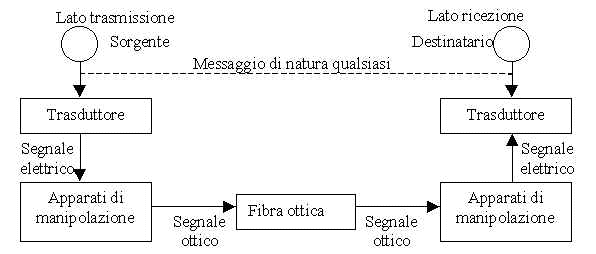 Lato trasmissione
Lato ricezione
Sorgente
Destinatario
Messaggio di natura qualsiasi
Trasduttore
Trasduttore
Segnale
elettrico
Segnale
elettrico
Apparati di
manipolazione
Segnale
ottico
Fibra ottica
Segnale
ottico
Apparati di
manipolazione